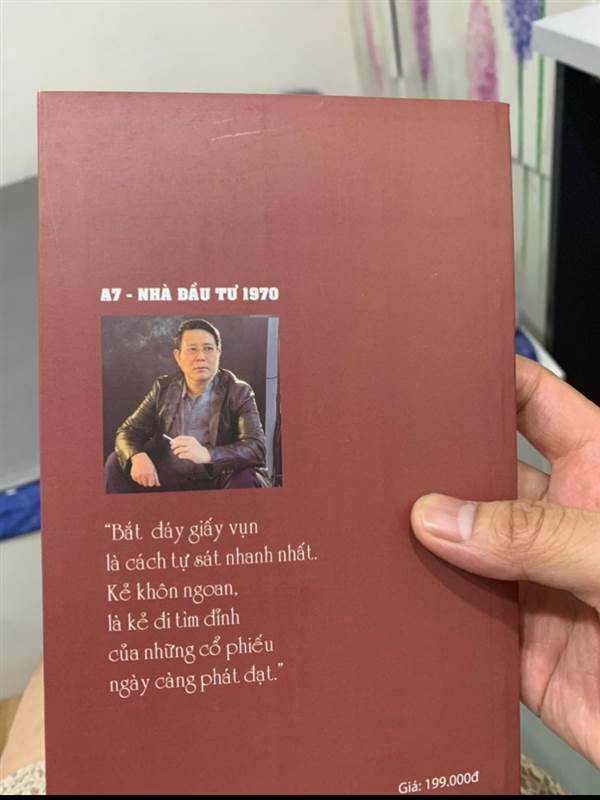 A7 - NHÀ ĐẦU TƯ 1970
“Bắt đáy giấy vụn
là cách tự sát nhanh nhất.
Kẻ khôn ngoan,
là kẻ đi tìm đỉnh
của những cổ phiếu
ngày càng phát đạt.”
Giá: 199.000đ